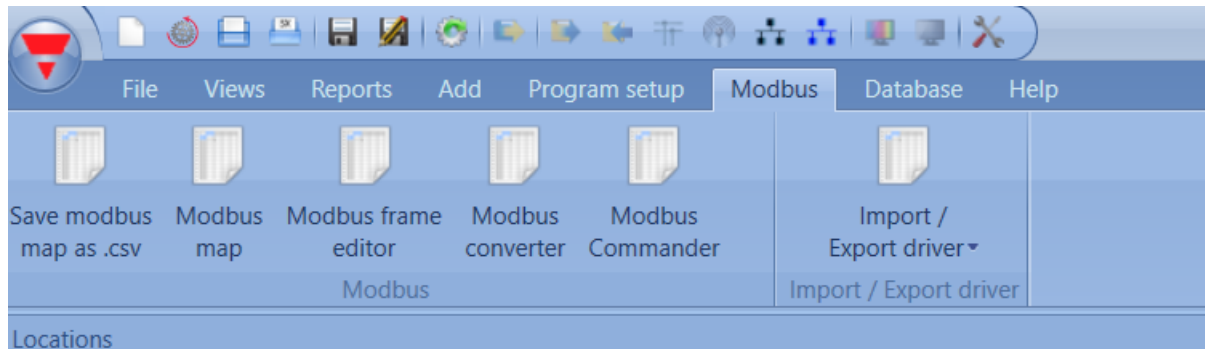 File Views Reports Add Program setup Modbus Database Help
Save modbus map as .csv
Modbus map
Modbus frame editor
Modbus converter
Modbus Commander
Import / Export driver
Modbus
Import / Export driver
Locations